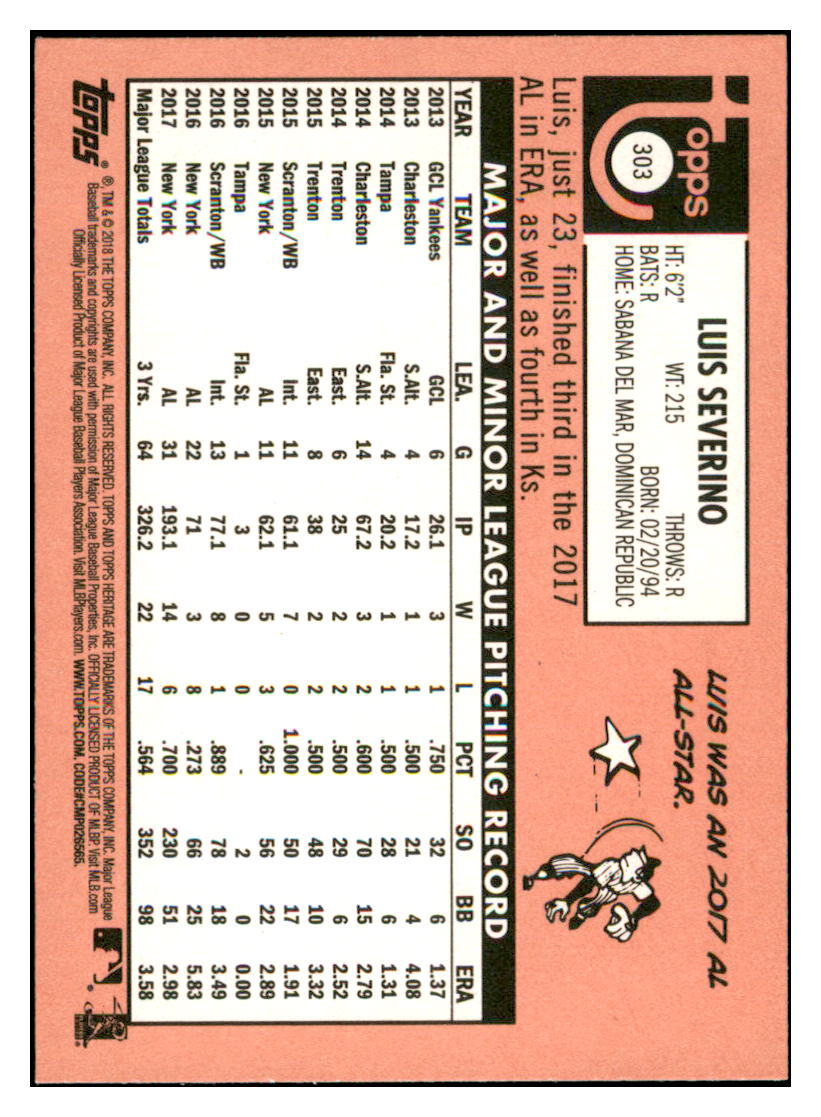 Topps
303
LUIS SEVERINO
HT: 6'2" WT: 215 THROWS: R
BATS: R BORN: 02/20/94
HOME: SABANA DEL MAR, DOMINICAN REPUBLIC
LUIS WAS AN 2017 AL
ALL-STAR.
Luis, just 23, finished third in the 2017
AL in ERA, as well as fourth in Ks.
MAJOR AND MINOR LEAGUE PITCHING RECORD
YEAR TEAM LEA. G IP W L PCT SO BB ERA
2013 GCL Yankees GCL 6 26.1 3 1 .750 32 6 1.37
2013 Charleston S.Alt. 4 17.2 1 1 .500 21 4 4.08
2014 Tampa Fla. St. 4 20.2 1 1 .500 28 6 1.31
2014 Charleston S.Alt. 14 67.2 3 2 .600 70 15 2.79
2014 Trenton East. 6 25 2 2 .500 29 6 2.52
2015 Trenton East. 8 38 2 2 .500 48 10 3.32
2015 Scranton/WB Int. 11 61.1 7 0 1.000 50 17 1.91
2015 New York AL 11 62.1 5 3 .625 56 22 2.89
2016 Tampa Fla. St. 1 3 0 0 - 2 0 0.00
2016 Scranton/WB Int. 13 77.1 8 1 .889 78 18 3.49
2016 New York AL 22 71 3 8 .273 66 25 5.83
2017 New York AL 31 193.1 14 6 .700 230 51 2.98
Major League Totals 3 Yrs. 64 326.2 22 17 .564 352 98 3.58
topps
®, TM & © 2018 THE TOPPS COMPANY, INC. ALL RIGHTS RESERVED. TOPPS AND TOPPS HERITAGE ARE TRADEMARKS OF THE TOPPS COMPANY, INC. Major League
Baseball trademarks and copyrights are used with permission of Major League Baseball Properties, Inc. OFFICIALLY LICENSED PRODUCT OF MLBP. Visit MLB.com
Officially Licensed Product of Major League Baseball Players Association. Visit MLBPlayers.com. WWW.TOPPS.COM. CODE#CMP026565.